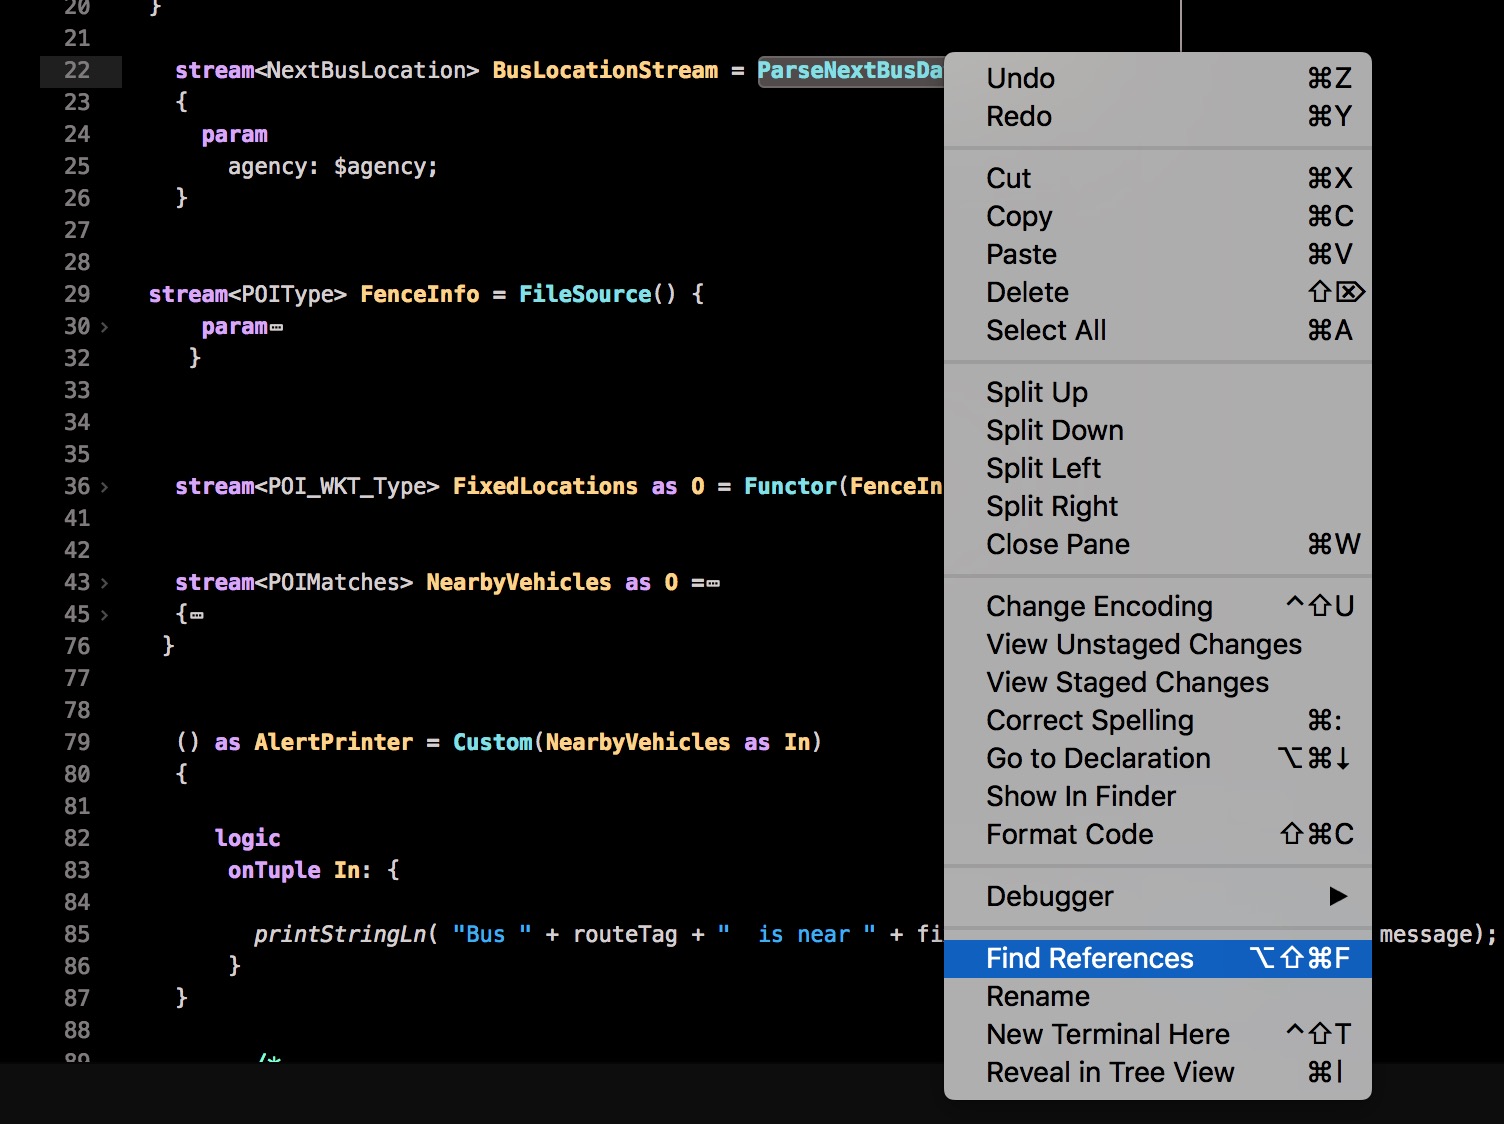 20 }
21
22 stream<NextBusLocation> BusLocationStream = ParseNextBusDa
23 {
24 param
25 agency: $agency;
26 }
27
28
29 stream<POIType> FenceInfo = FileSource() {
30 param
32 }
33
34
35
36 stream<POI_WKT_Type> FixedLocations as O = Functor(FenceIn
41
42
43 stream<POIMatches> NearbyVehicles as O =
45 {
76 }
77
78
79 () as AlertPrinter = Custom(NearbyVehicles as In)
80 {
81
82 logic
83 onTuple In: {
84
85 printStringLn( "Bus " + routeTag + "  is near " + fi message);
86 }
87 }
88
89 /*
Undo ⌘Z
Redo ⌘Y
Cut ⌘X
Copy ⌘C
Paste ⌘V
Delete ⇧⌦
Select All ⌘A
Split Up
Split Down
Split Left
Split Right
Close Pane ⌘W
Change Encoding ^⇧U
View Unstaged Changes
View Staged Changes
Correct Spelling ⌘:
Go to Declaration ⌥⌘↓
Show In Finder
Format Code ⇧⌘C
Debugger ▶
Find References ⌥⇧⌘F
Rename
New Terminal Here ^⇧T
Reveal in Tree View ⌘|